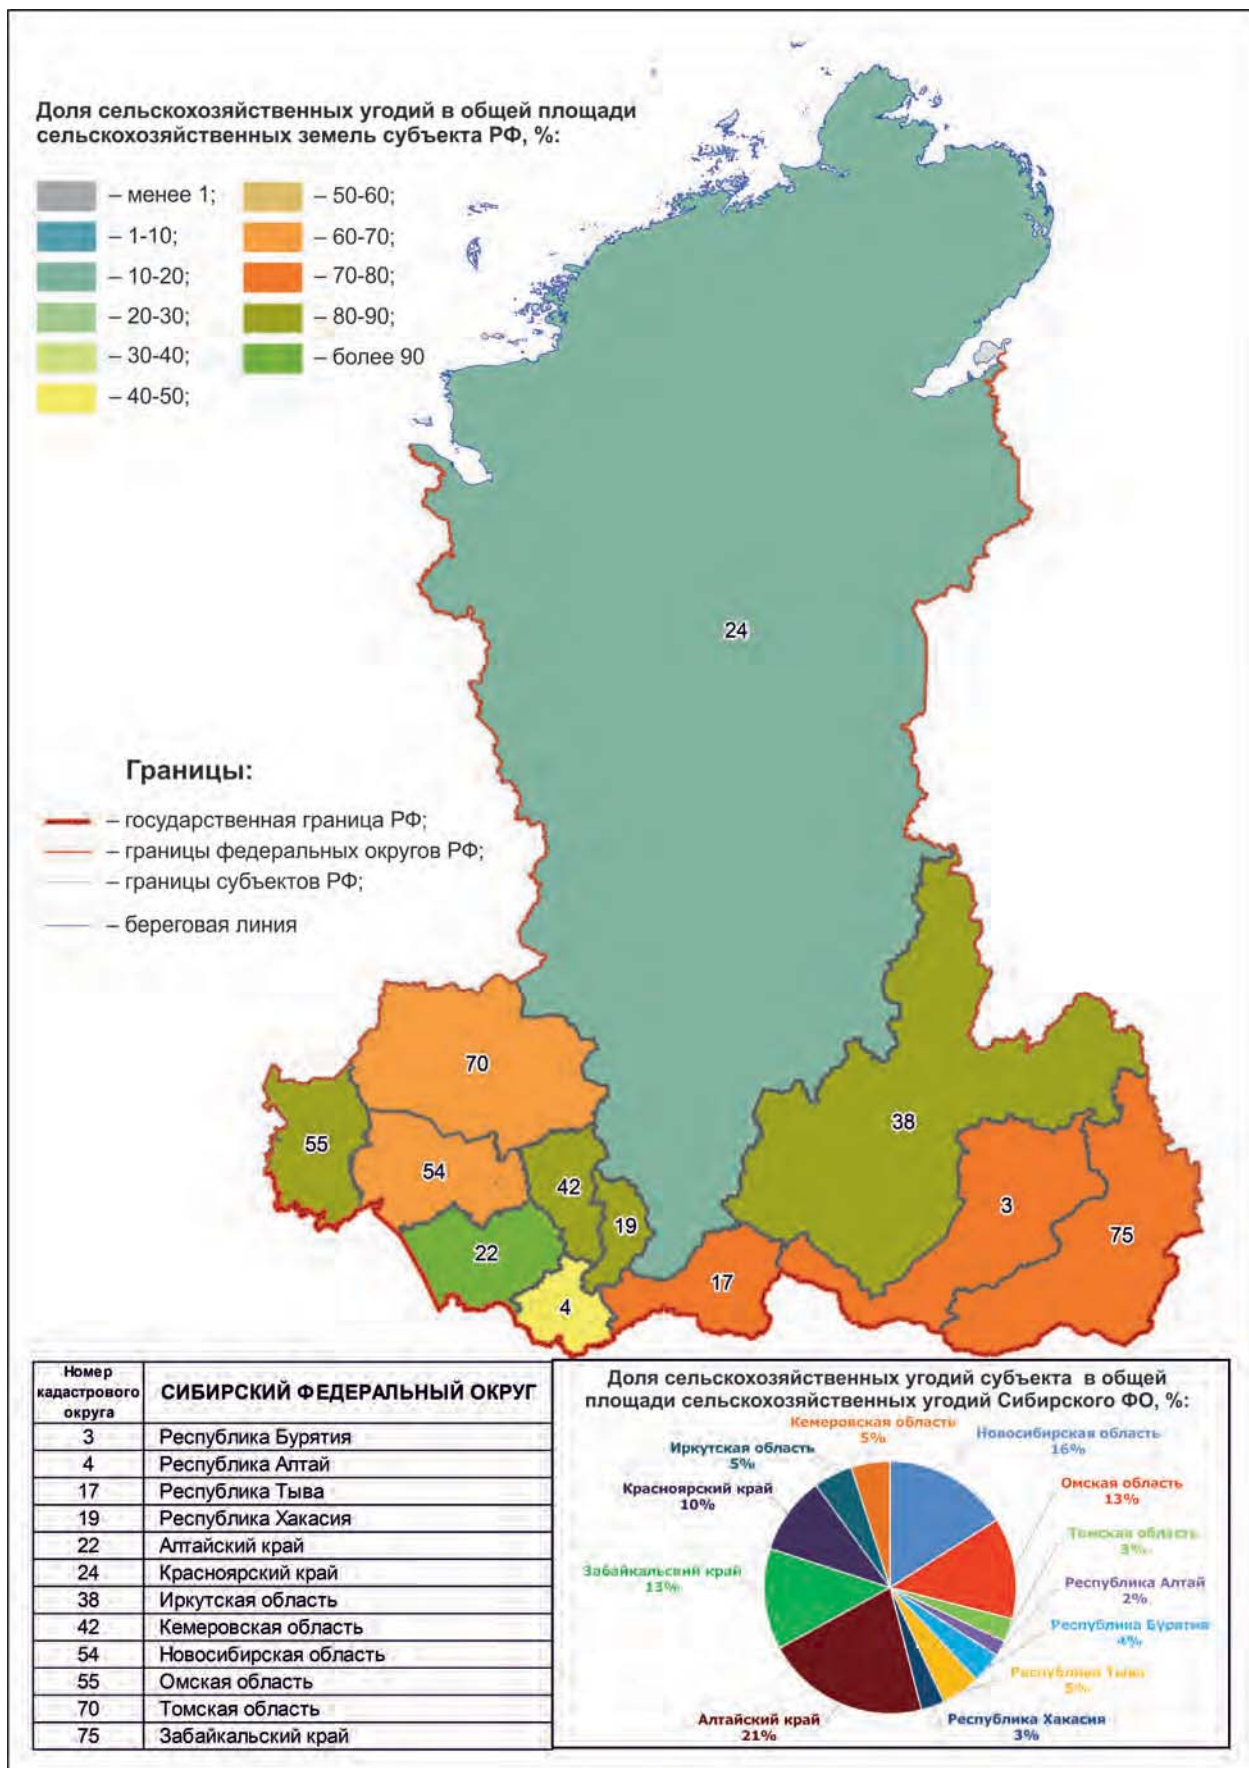 Доля сельскохозяйственных угодий в общей площади
сельскохозяйственных земель субъекта РФ, %:
– менее 1;
– 1-10;
– 10-20;
– 20-30;
– 30-40;
– 40-50;
– 50-60;
– 60-70;
– 70-80;
– 80-90;
– более 90
24
Границы:
– государственная граница РФ;
– границы федеральных округов РФ;
– границы субъектов РФ;
– береговая линия
70
55
54
42
38
19
3
75
22
17
4
Номер
кадастрового
округа
СИБИРСКИЙ ФЕДЕРАЛЬНЫЙ ОКРУГ
3 Республика Бурятия
4 Республика Алтай
17 Республика Тыва
19 Республика Хакасия
22 Алтайский край
24 Красноярский край
38 Иркутская область
42 Кемеровская область
54 Новосибирская область
55 Омская область
70 Томская область
75 Забайкальский край
Доля сельскохозяйственных угодий субъекта в общей
площади сельскохозяйственных угодий Сибирского ФО, %:
Кемеровская область
5%
Новосибирская область
16%
Иркутская область
5%
Омская область
13%
Красноярский край
10%
Томская область
3%
Забайкальский край
13%
Республика Алтай
2%
Республика Бурятия
4%
Республика Тыва
5%
Алтайский край
21%
Республика Хакасия
3%